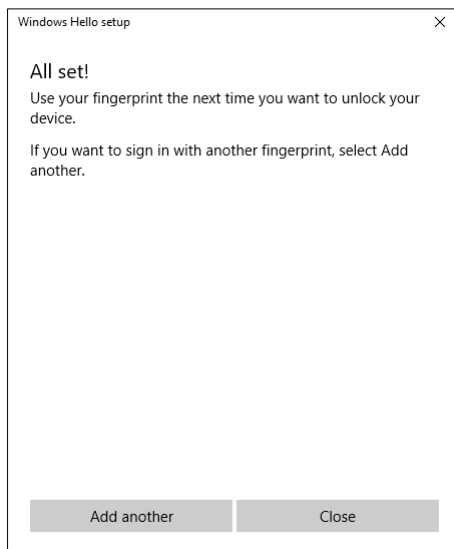 Windows Hello setup
All set!
Use your fingerprint the next time you want to unlock your
device.
If you want to sign in with another fingerprint, select Add
another.
Add another
Close